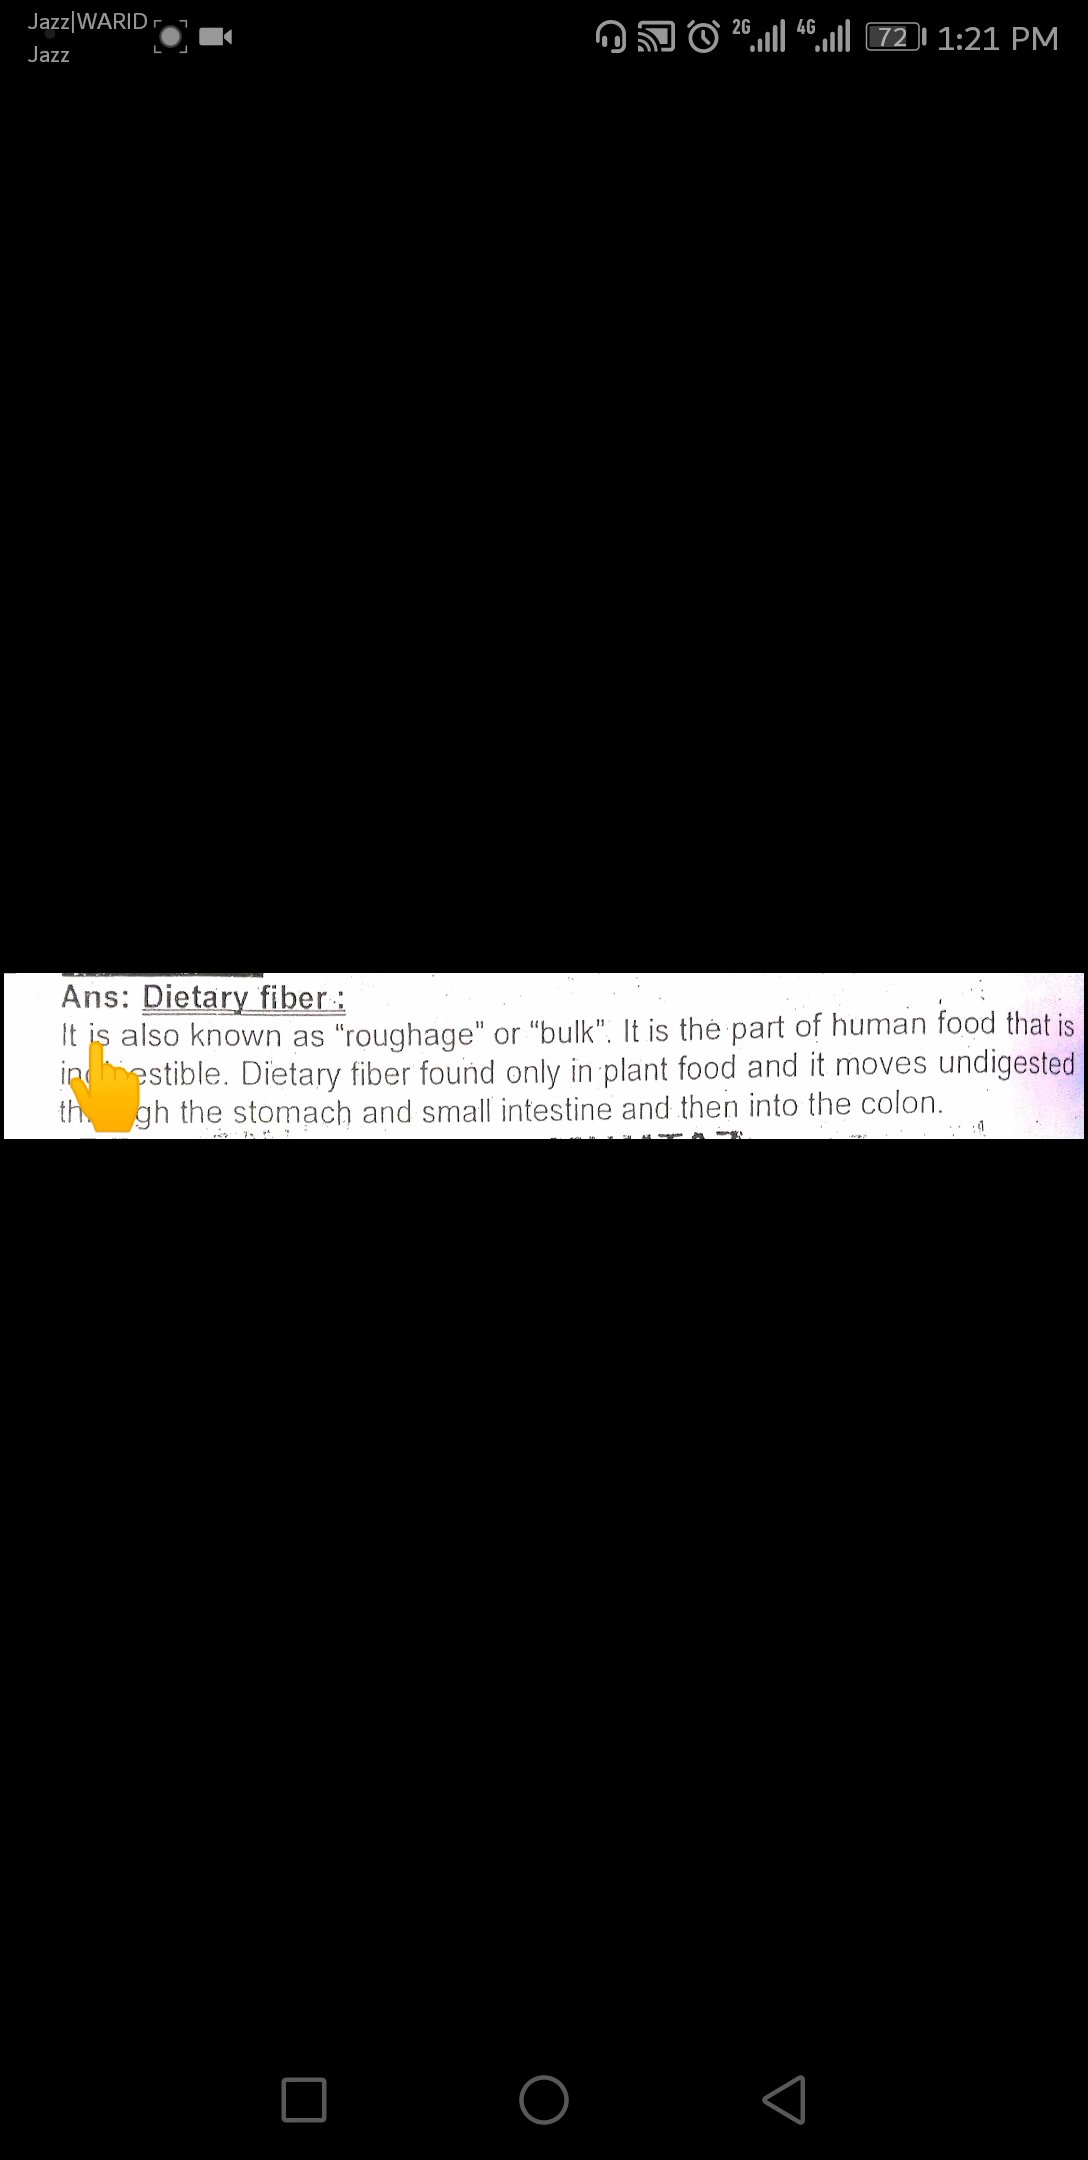 Jazz|WARID
Jazz
2G 4G 72 1:21 PM
Ans: Dietary fiber :
It is also known as “roughage” or “bulk”. It is the part of human food that is
Dietary fiber found only in plant food and it moves undigested
the stomach and small intestine and then into the colon.